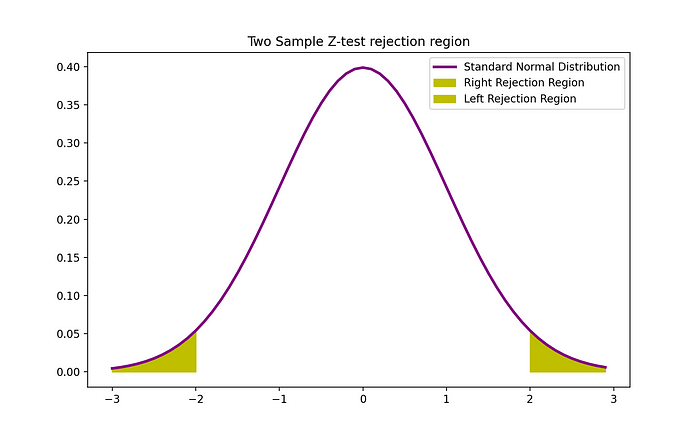 Two Sample Z-test rejection region
Standard Normal Distribution
Right Rejection Region
Left Rejection Region
0.40
0.35
0.30
0.25
0.20
0.15
0.10
0.05
0.00
−3 −2 −1 0 1 2 3